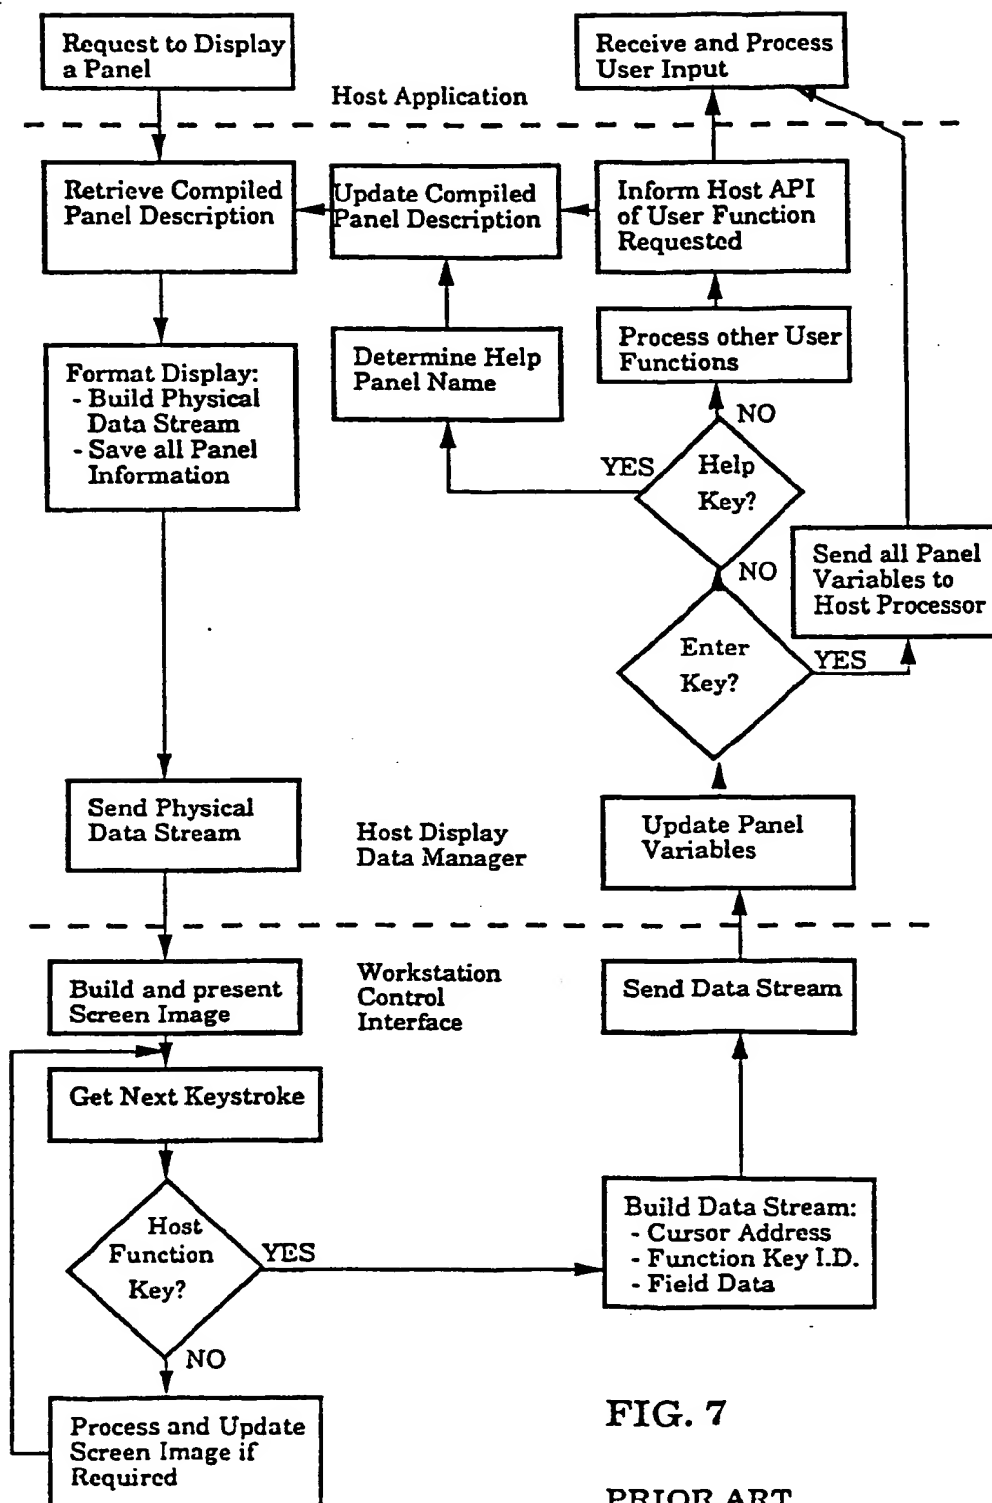 Request to Display
a Panel
Receive and Process
User Input
Host Application
Retrieve Compiled
Panel Description
Update Compiled
Panel Description
Inform Host API
of User Function
Requested
Format Display:
- Build Physical
Data Stream
- Save all Panel
Information
Determine Help
Panel Name
Process other User
Functions
NO
YES
Help
Key?
NO
Send all Panel
Variables to
Host Processor
Enter
Key?
YES
Send Physical
Data Stream
Host Display
Data Manager
Update Panel
Variables
Build and present
Screen Image
Workstation
Control
Interface
Send Data Stream
Get Next Keystroke
Host
Function
Key?
YES
NO
Build Data Stream:
- Cursor Address
- Function Key I.D.
- Field Data
Process and Update
Screen Image if
Required
FIG. 7
PRIOR ART